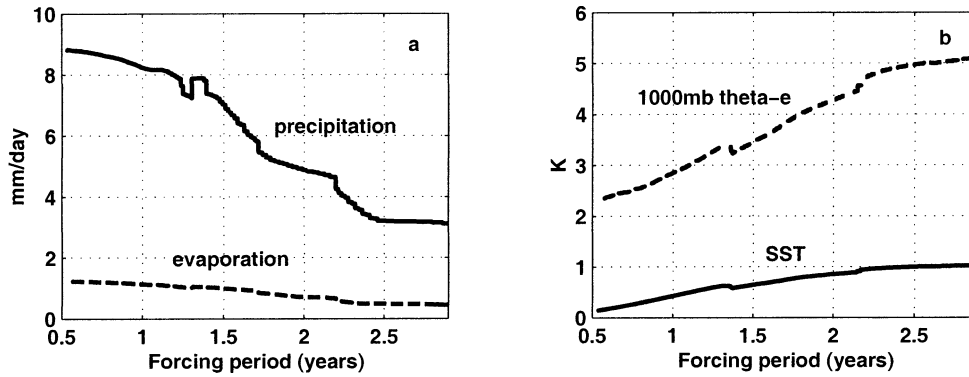 10
8
6
4
2
0
mm/day
a
precipitation
evaporation
0.5 1 1.5 2 2.5
Forcing period (years)
6
5
4
3
2
1
0
K
b
1000mb theta-e
SST
0.5 1 1.5 2 2.5
Forcing period (years)